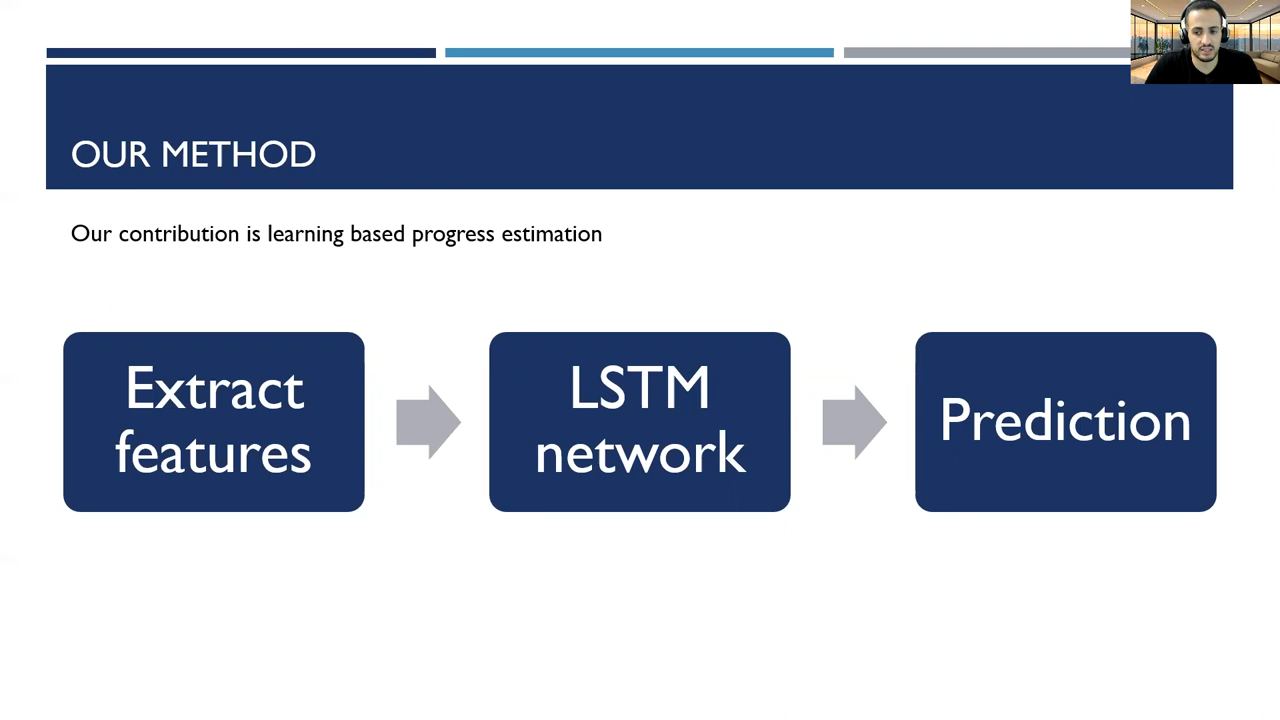 OUR METHOD
Our contribution is learning based progress estimation
Extract
features
LSTM
network
Prediction